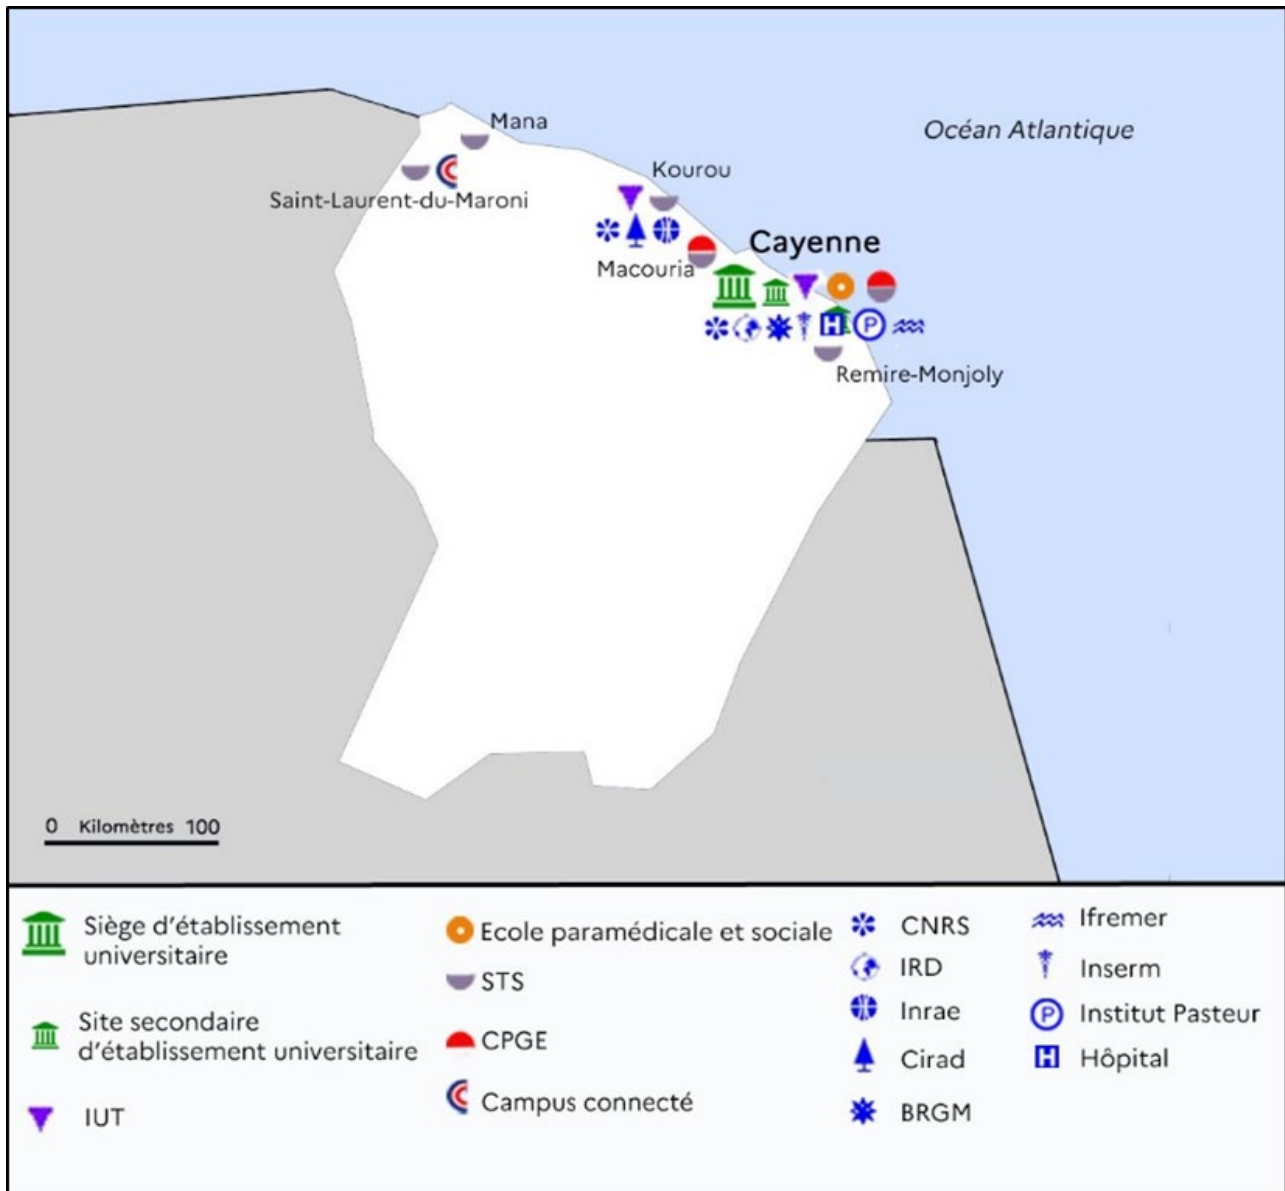 Mana
Océan Atlantique
Kourou
Saint-Laurent-du-Maroni
Cayenne
Macouria
H P
Remire-Monjoly
0 Kilomètres 100
Siège d'établissement
universitaire
Site secondaire
d'établissement universitaire
IUT
Ecole paramédicale et sociale
STS
CPGE
Campus connecté
CNRS
IRD
Inrae
Cirad
BRGM
Ifremer
Inserm
P Institut Pasteur
H Hôpital